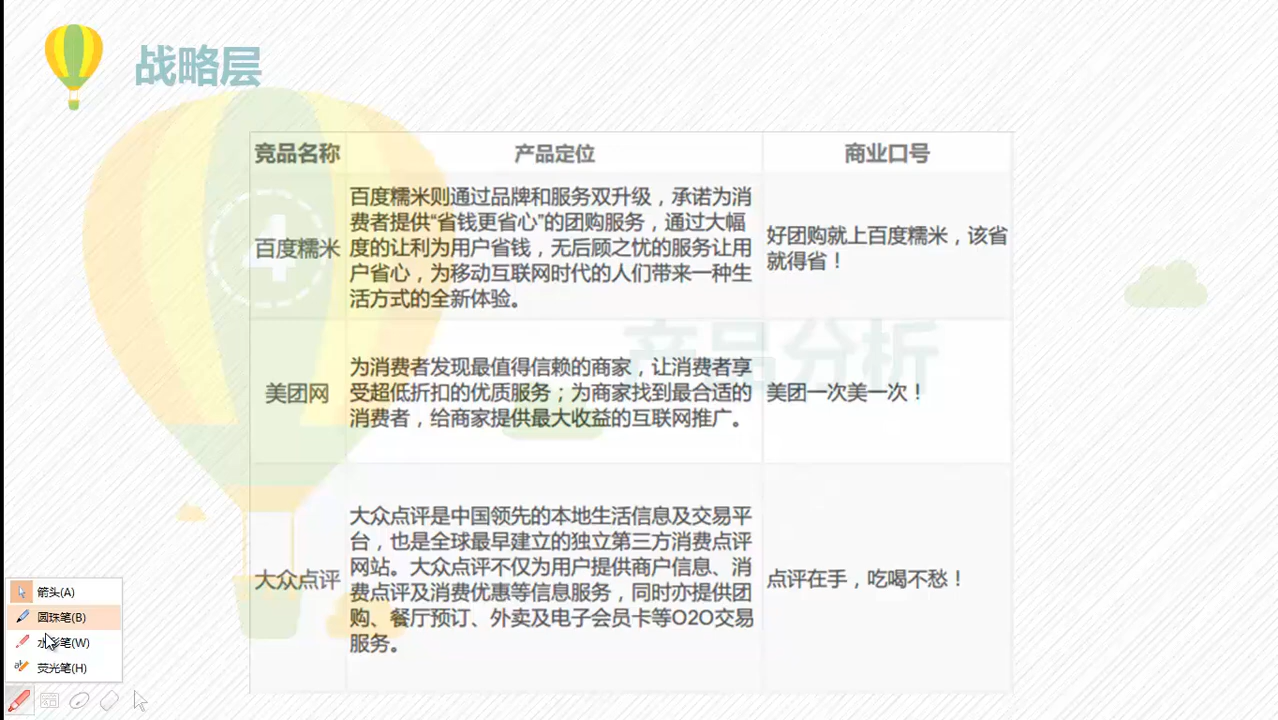 战略层
竞品名称 产品定位 商业口号
百度糯米则通过品牌和服务双升级，承诺为消
费者提供“省钱更省心”的团购服务，通过大幅
百度糯米 度的让利为用户省钱，无后顾之忧的服务让用
户省心，为移动互联网时代的人们带来一种生
活方式的全新体验。
好团购就上百度糯米，该省
就得省！
4
产品分析
为消费者发现最值得信赖的商家，让消费者享
美团网 受超低折扣的优质服务；为商家找到最合适的 美团一次美一次！
消费者，给商家提供最大收益的互联网推广。
大众点评是中国领先的本地生活信息及交易平
台，也是全球最早建立的独立第三方消费点评
网站。大众点评不仅为用户提供商户信息、消
大众点评 费点评及消费优惠等信息服务，同时亦提供团 点评在手，吃喝不愁！
购、餐厅预订、外卖及电子会员卡等O2O交易
服务。
箭头(A)
圆珠笔(B)
水彩笔(W)
荧光笔(H)